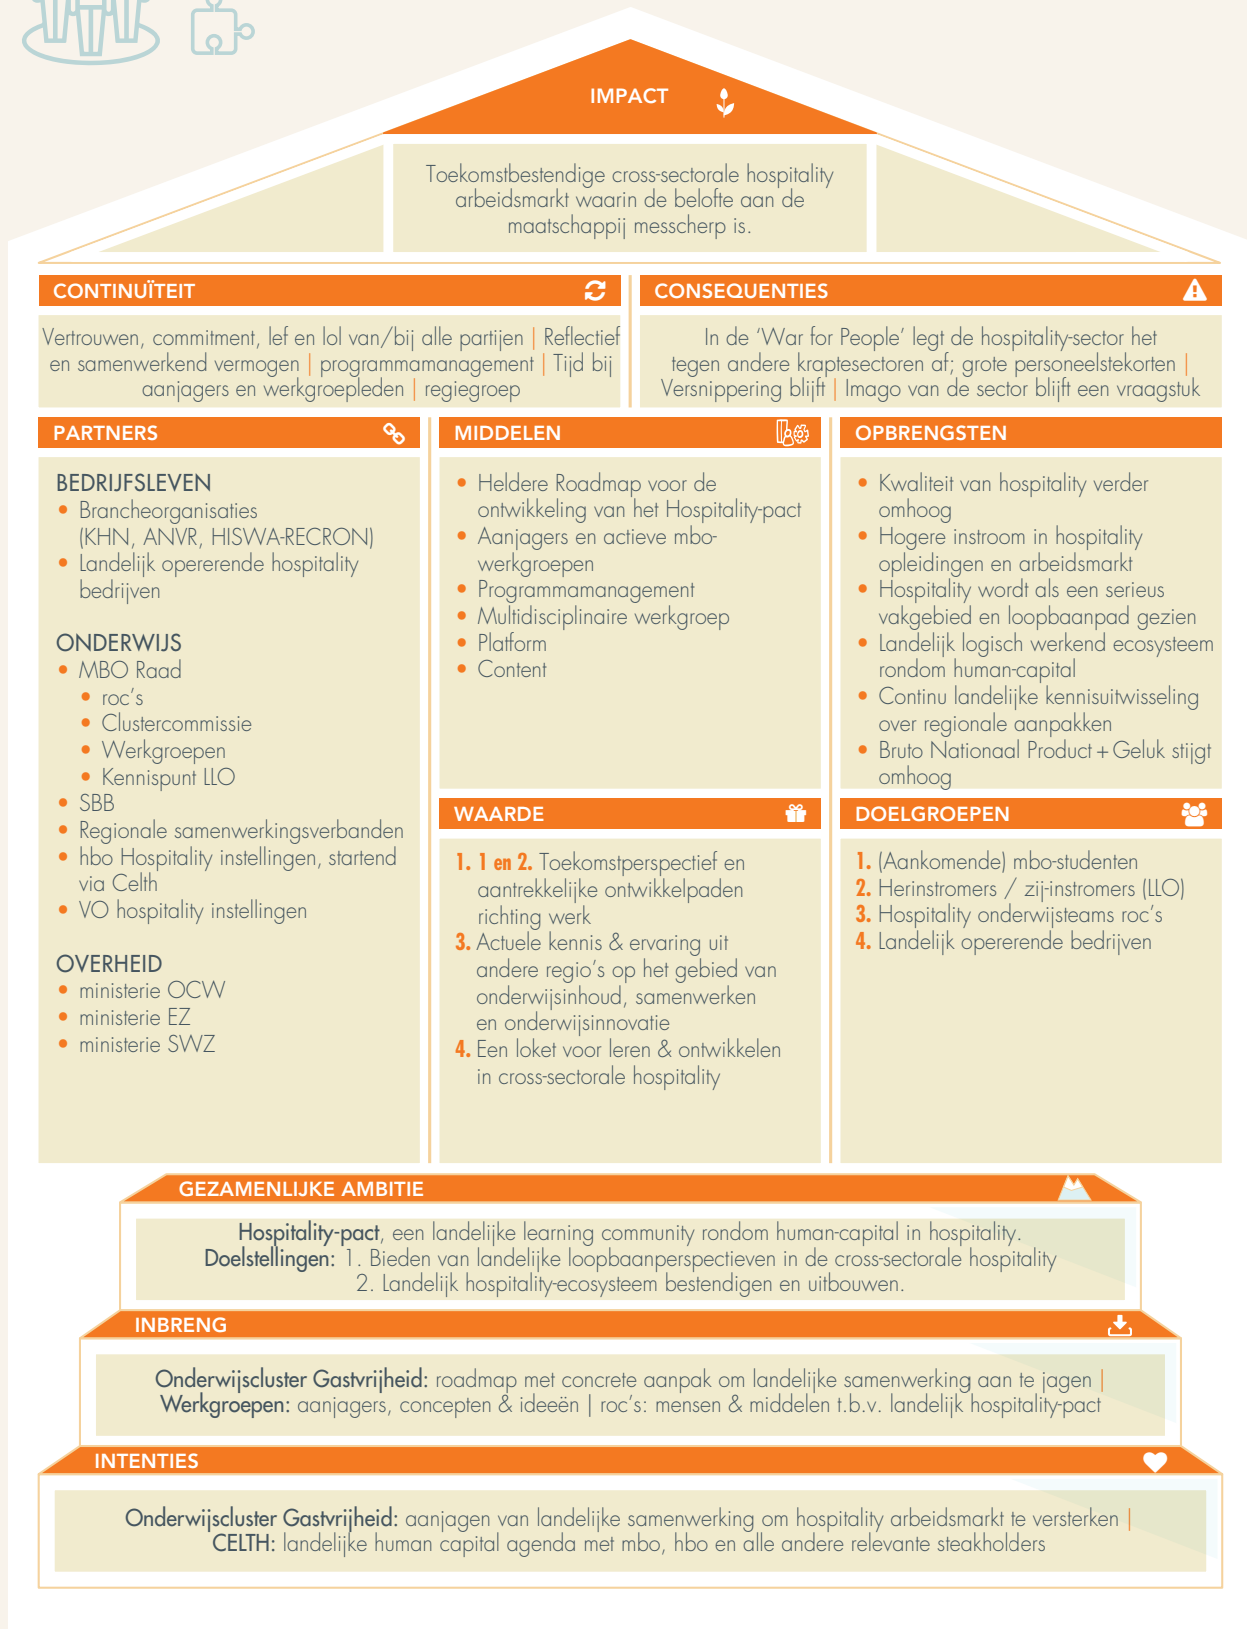 IMPACT
Toekomstbestendige cross-sectorale hospitality
arbeidsmarkt waarin de belofte aan de
maatschappij messcherp is.
CONTINUÏTEIT
Vertrouwen, commitment, lef en lol van/bij alle partijen | Reflectief
en samenwerkend vermogen | programmamanagement | Tijd bij
aanjagers en werkgroepleden | regiegroep
CONSEQUENTIES
In de ‘War for People’ legt de hospitality-sector het
tegen andere kraptesectoren af; grote personeelstekorten |
Versnippering blijft | Imago van de sector blijft een vraagstuk
PARTNERS
BEDRIJFSLEVEN
• Brancheorganisaties
(KHN, ANVR, HISWA-RECRON)
• Landelijk opererende hospitality
bedrijven
ONDERWIJS
• MBO Raad
• roc’s
• Clustercommissie
• Werkgroepen
• Kennispunt LLO
• SBB
• Regionale samenwerkingsverbanden
• hbo Hospitality instellingen, startend
via Celth
• VO hospitality instellingen
OVERHEID
• ministerie OCW
• ministerie EZ
• ministerie SWZ
MIDDELEN
• Heldere Roadmap voor de
ontwikkeling van het Hospitality-pact
• Aanjagers en actieve mbo-
werkgroepen
• Programmamanagement
• Multidisciplinaire werkgroep
• Platform
• Content
OPBRENGSTEN
• Kwaliteit van hospitality verder
omhoog
• Hogere instroom in hospitality
opleidingen en arbeidsmarkt
• Hospitality wordt als een serieus
vakgebied en loopbaanpad gezien
• Landelijk logisch werkend ecosysteem
rondom human-capital
• Continu landelijke kennisuitwisseling
over regionale aanpakken
• Bruto Nationaal Product + Geluk stijgt
omhoog
WAARDE
1. 1 en 2. Toekomstperspectief en
aantrekkelijke ontwikkelpaden
richting werk
3. Actuele kennis & ervaring uit
andere regio’s op het gebied van
onderwijsinhoud, samenwerken
en onderwijsinnovatie
4. Een loket voor leren & ontwikkelen
in cross-sectorale hospitality
DOELGROEPEN
1. (Aankomende) mbo-studenten
2. Herinstromers / zij-instromers (LLO)
3. Hospitality onderwijsteams roc’s
4. Landelijk opererende bedrijven
GEZAMENLIJKE AMBITIE
Hospitality-pact, een landelijke learning community rondom human-capital in hospitality.
Doelstellingen: 1. Bieden van landelijke loopbaanperspectieven in de cross-sectorale hospitality
2. Landelijk hospitality-ecosysteem bestendigen en uitbouwen.
INBRENG
Onderwijscluster Gastvrijheid: roadmap met concrete aanpak om landelijke samenwerking aan te jagen |
Werkgroepen: aanjagers, concepten & ideeën | roc’s: mensen & middelen t.b.v. landelijk hospitality-pact
INTENTIES
Onderwijscluster Gastvrijheid: aanjagen van landelijke samenwerking om hospitality arbeidsmarkt te versterken |
CELTH: landelijke human capital agenda met mbo, hbo en alle andere relevante steakholders